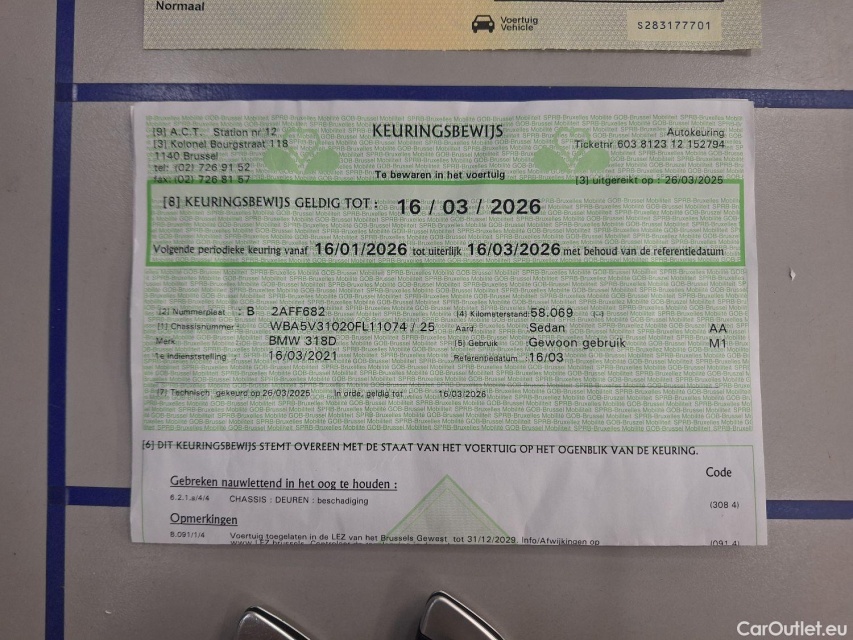 Normaal
Voertuig
Vehicle
S283177701
[9] A.C.T. Station nr 12
[3] Kolonel Bourgstraat 118
1140 Brussel
tel: (02) 726 91 52
fax: (02) 726 81 57
KEURINGSBEWIJS
Te bewaren in het voertuig
Autokeuring
Ticketnr 603 8123 12 152794
[3] uitgereikt op : 26/03/2025
[8] KEURINGSBEWIJS GELDIG TOT : 16 / 03 / 2026
Volgende periodieke keuring vanaf 16/01/2026 tot uiterlijk 16/03/2026 met behoud van de referentiedatum
[2] Nummerplaat : B 2AFF682
[4] Kilometerstand: 58.069 (--)
[1] Chassisnummer : WBA5V31020FL11074 / 25
Aard Sedan AA
Merk BMW 318D
[5] Gebruik Gewoon gebruik M1
1e Indienststelling : 16/03/2021
Referentiedatum : 16/03
[7] Technisch gekeurd op 26/03/2025 In orde, geldig tot 16/03/2026
[6] DIT KEURINGSBEWIJS STEMT OVEREEN MET DE STAAT VAN HET VOERTUIG OP HET OGENBLIK VAN DE KEURING.
Code
Gebreken nauwlettend in het oog te houden :
6.2.1.a/4/4 CHASSIS : DEUREN : beschadiging (308 4)
Opmerkingen
8.091/1/4 Voertuig toegelaten in de LEZ van het Brussels Gewest, tot 31/12/2029. Info/Afwijkingen op (091 4)
CarOutlet.eu